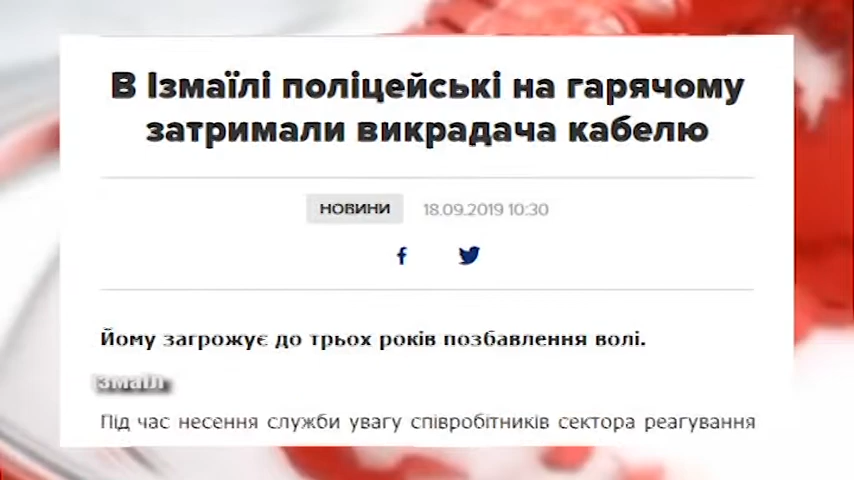 В Ізмаїлі поліцейські на гарячому
затримали викрадача кабелю
НОВИНИ 18.09.2019 10:30
Йому загрожує до трьох років позбавлення волі.
змаїл
Під час несення служби увагу співробітників сектора реагування